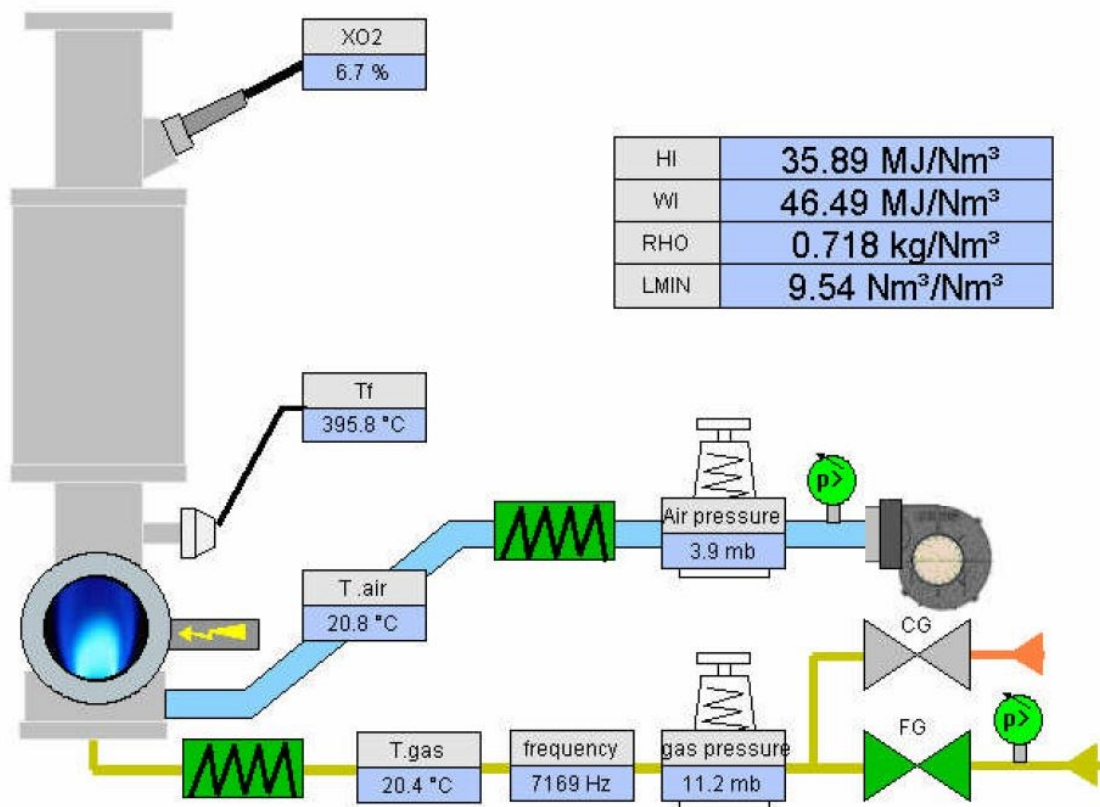 XO2
6.7 %
HI 35.89 MJ/Nm³
WI 46.49 MJ/Nm³
RHO 0.718 kg/Nm³
LMIN 9.54 Nm³/Nm³
Tf
395.8 °C
p>
Air pressure
3.9 mb
T.air
20.8 °C
CG
p>
FG
T.gas
20.4 °C
frequency
7169 Hz
gas pressure
11.2 mb